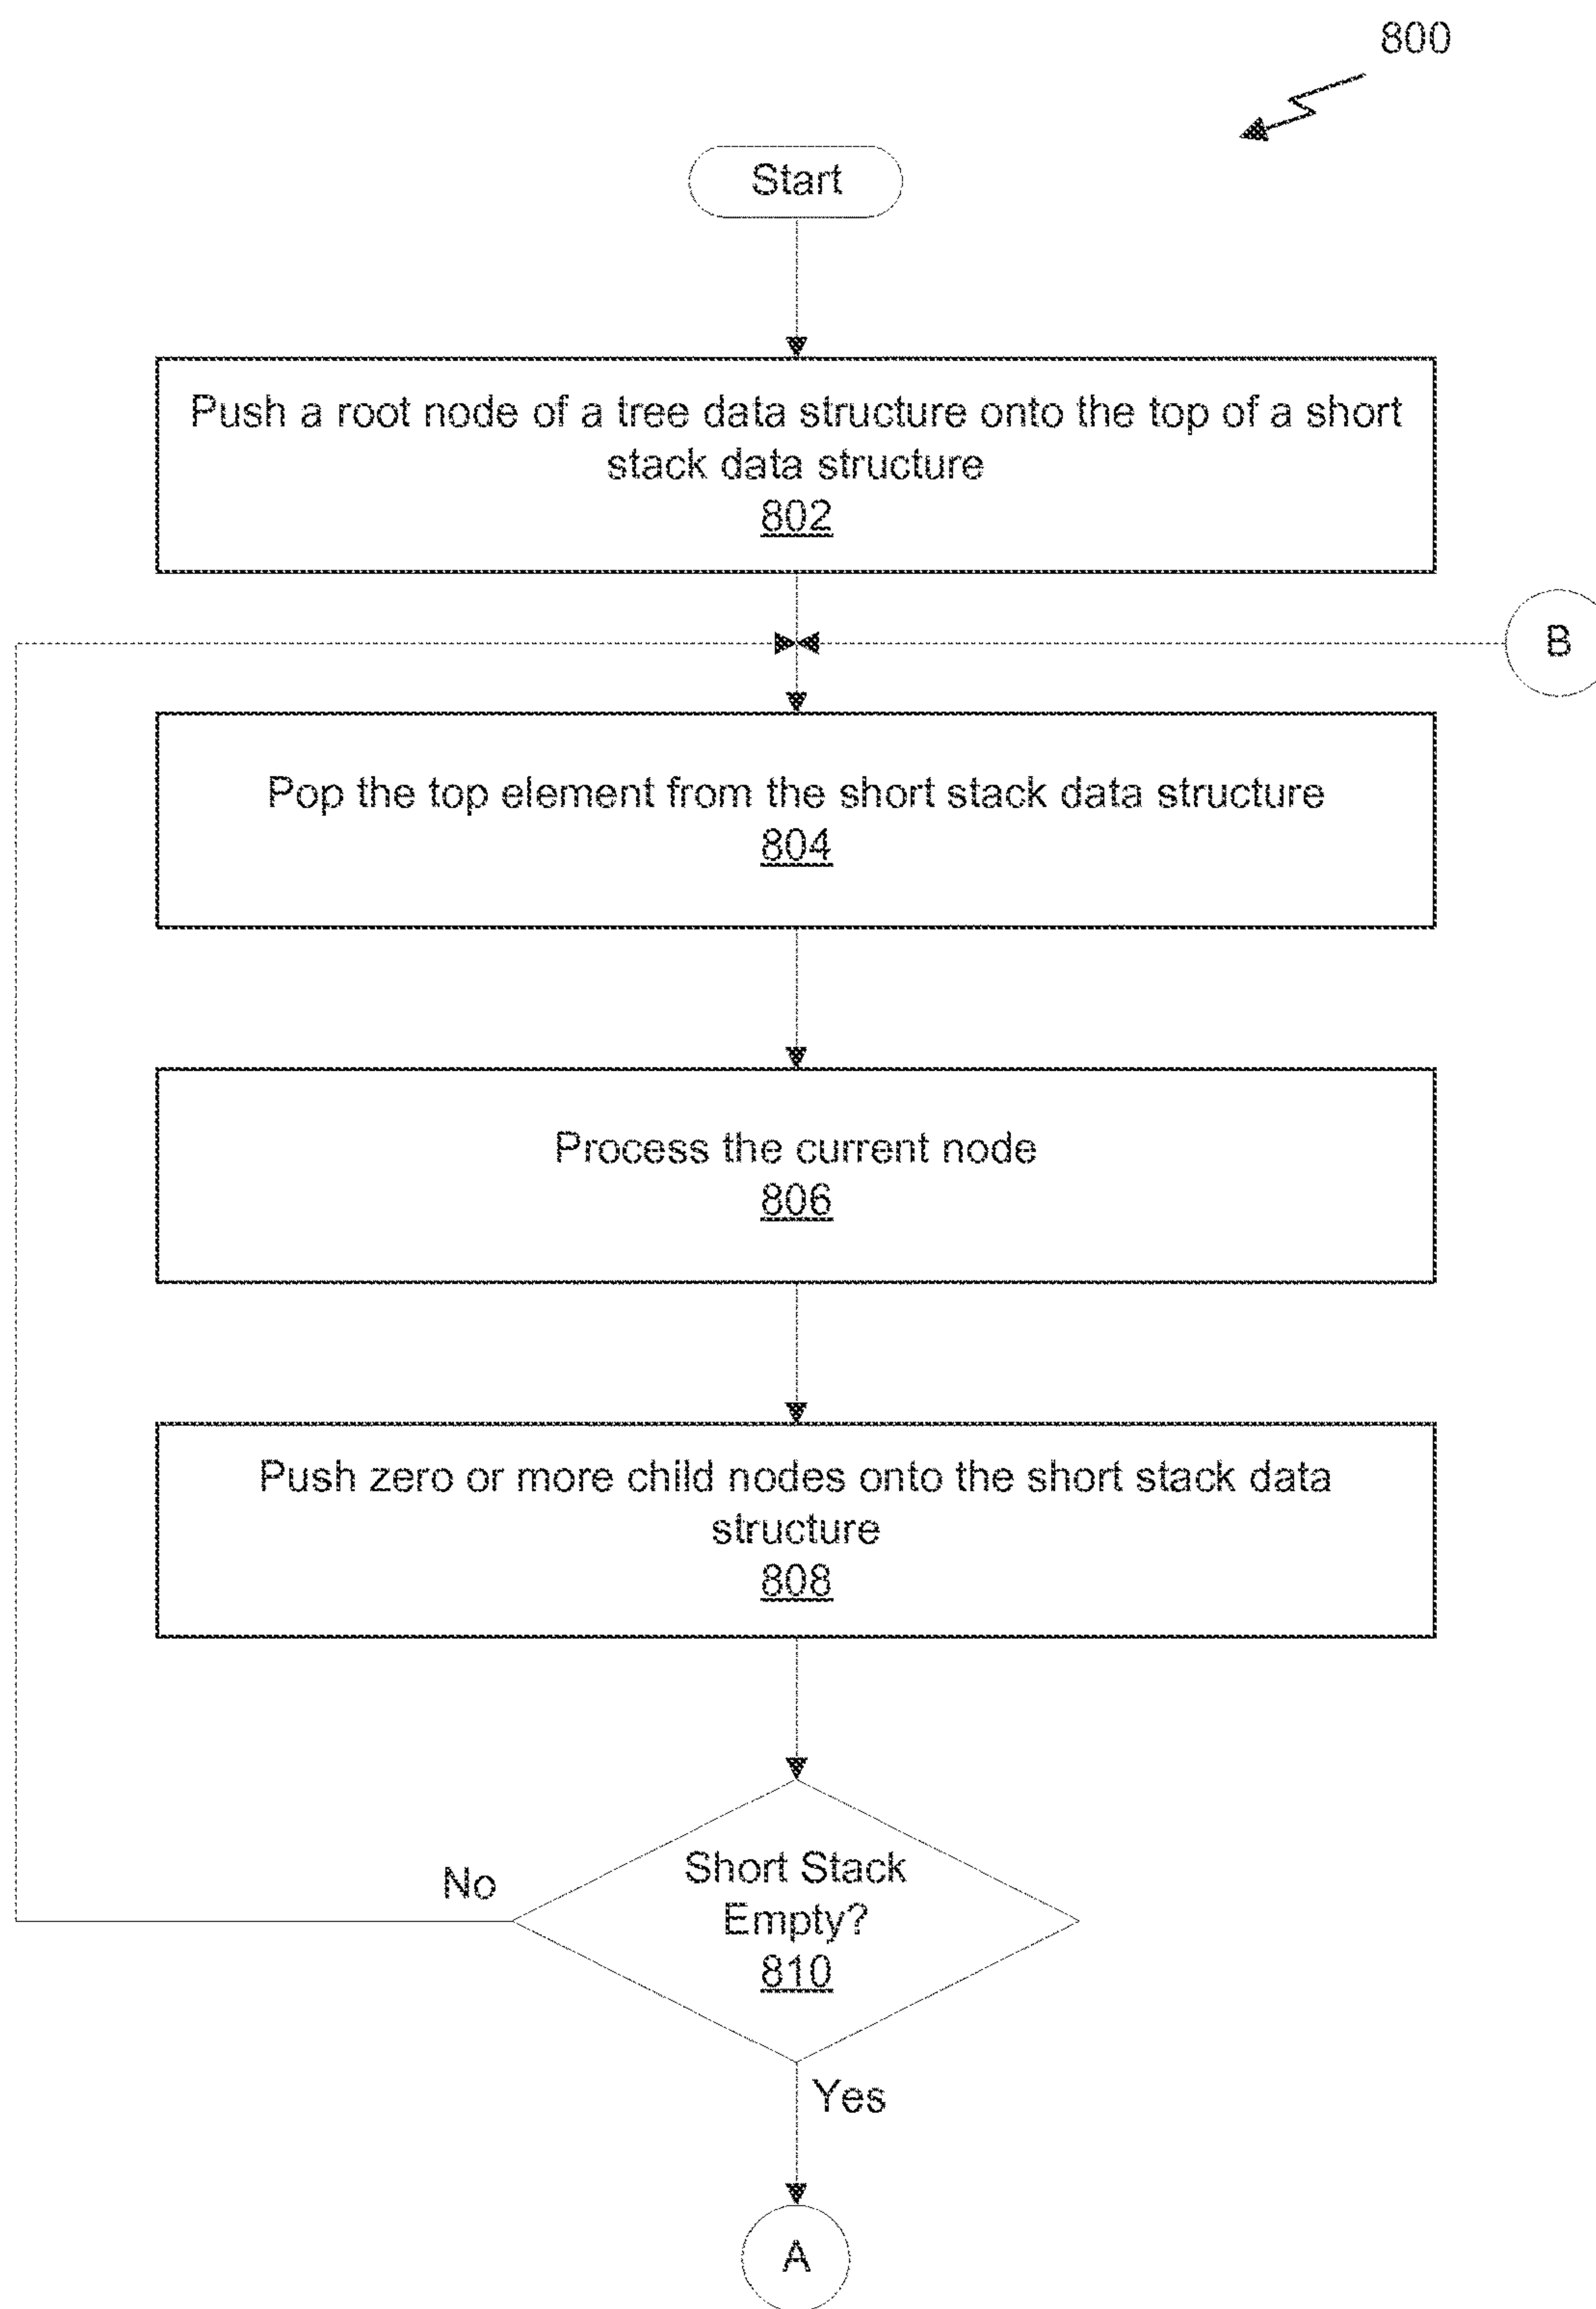 800
Start
Push a root node of a tree data structure onto the top of a short
stack data structure
802
B
Pop the top element from the short stack data structure
804
Process the current node
806
Push zero or more child nodes onto the short stack data
structure
808
No
Short Stack
Empty?
810
Yes
A